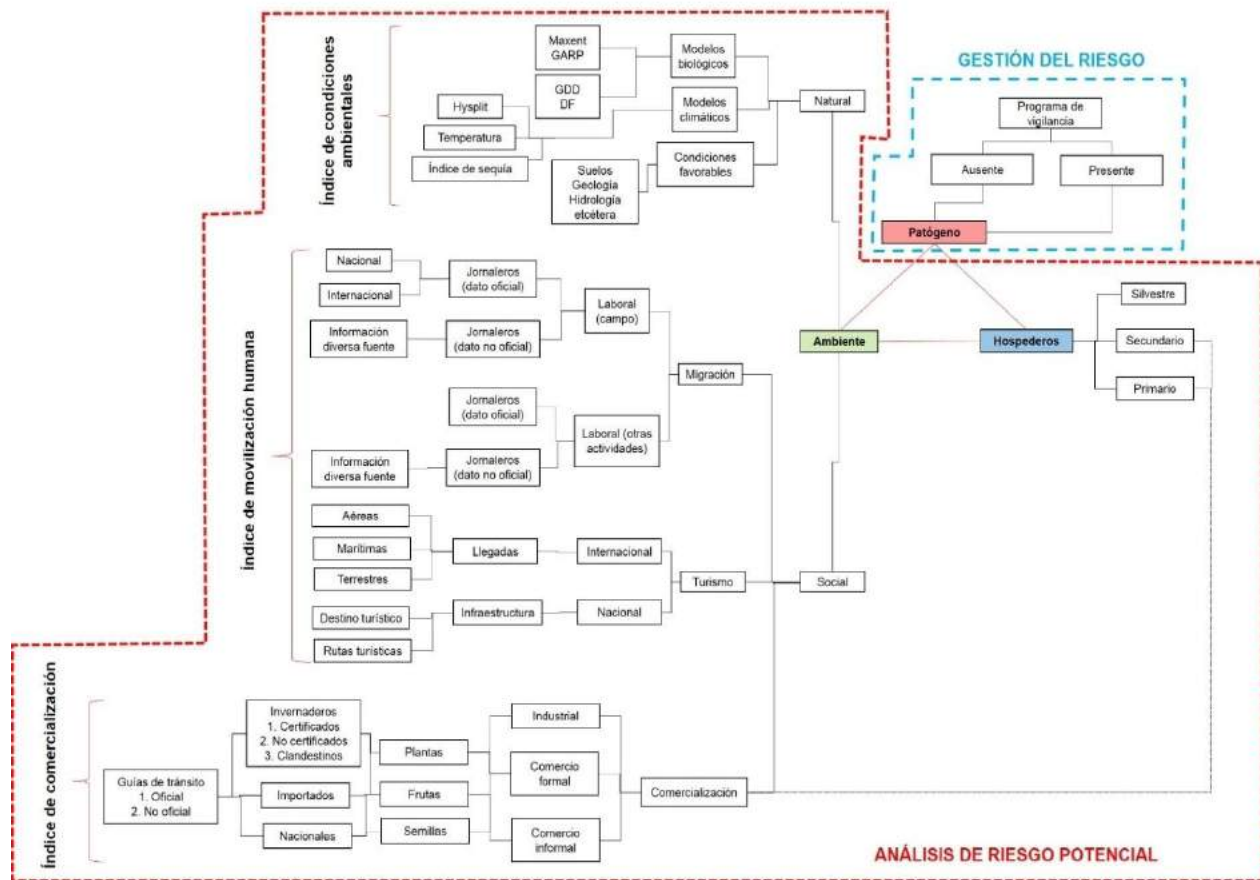 Índice de condiciones
ambientales
Maxent
GARP
GDD
DF
Modelos
biológicos
Hysplit
Temperatura
Índice de sequía
Modelos
climáticos
Natural
Suelos
Geología
Hidrología
etcétera
Condiciones
favorables
GESTIÓN DEL RIESGO
Programa de
vigilancia
Ausente
Presente
Patógeno
Ambiente
Hospederos
Silvestre
Secundario
Primario
Índice de movilización humana
Nacional
Internacional
Jornaleros
(dato oficial)
Laboral
(campo)
Información
diversa fuente
Jornaleros
(dato no oficial)
Migración
Jornaleros
(dato oficial)
Laboral (otras
actividades)
Información
diversa fuente
Jornaleros
(dato no oficial)
Aéreas
Marítimas
Terrestres
Llegadas
Internacional
Turismo
Social
Destino turístico
Rutas turísticas
Infraestructura
Nacional
Índice de comercialización
Guías de tránsito
1. Oficial
2. No oficial
Invernaderos
1. Certificados
2. No certificados
3. Clandestinos
Importados
Nacionales
Plantas
Frutas
Semillas
Industrial
Comercio
formal
Comercio
informal
Comercialización
ANÁLISIS DE RIESGO POTENCIAL